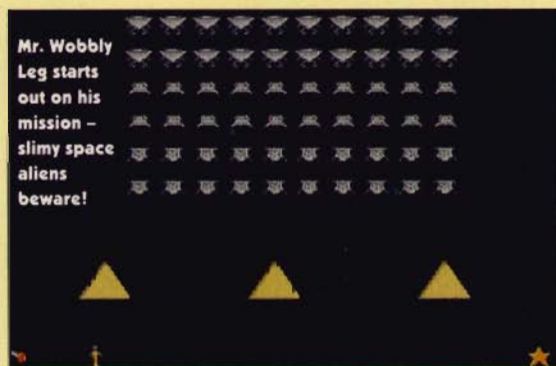 Mr. Wobbly
Leg starts
out on his
mission –
slimy space
aliens
beware!